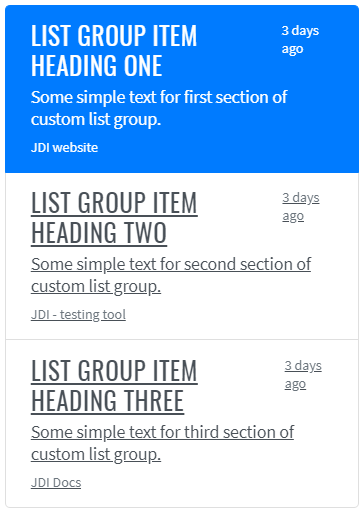 LIST GROUP ITEM
HEADING ONE
3 days
ago
Some simple text for first section of
custom list group.
JDI website
LIST GROUP ITEM
HEADING TWO
3 days
ago
Some simple text for second section of
custom list group.
JDI - testing tool
LIST GROUP ITEM
HEADING THREE
3 days
ago
Some simple text for third section of
custom list group.
JDI Docs